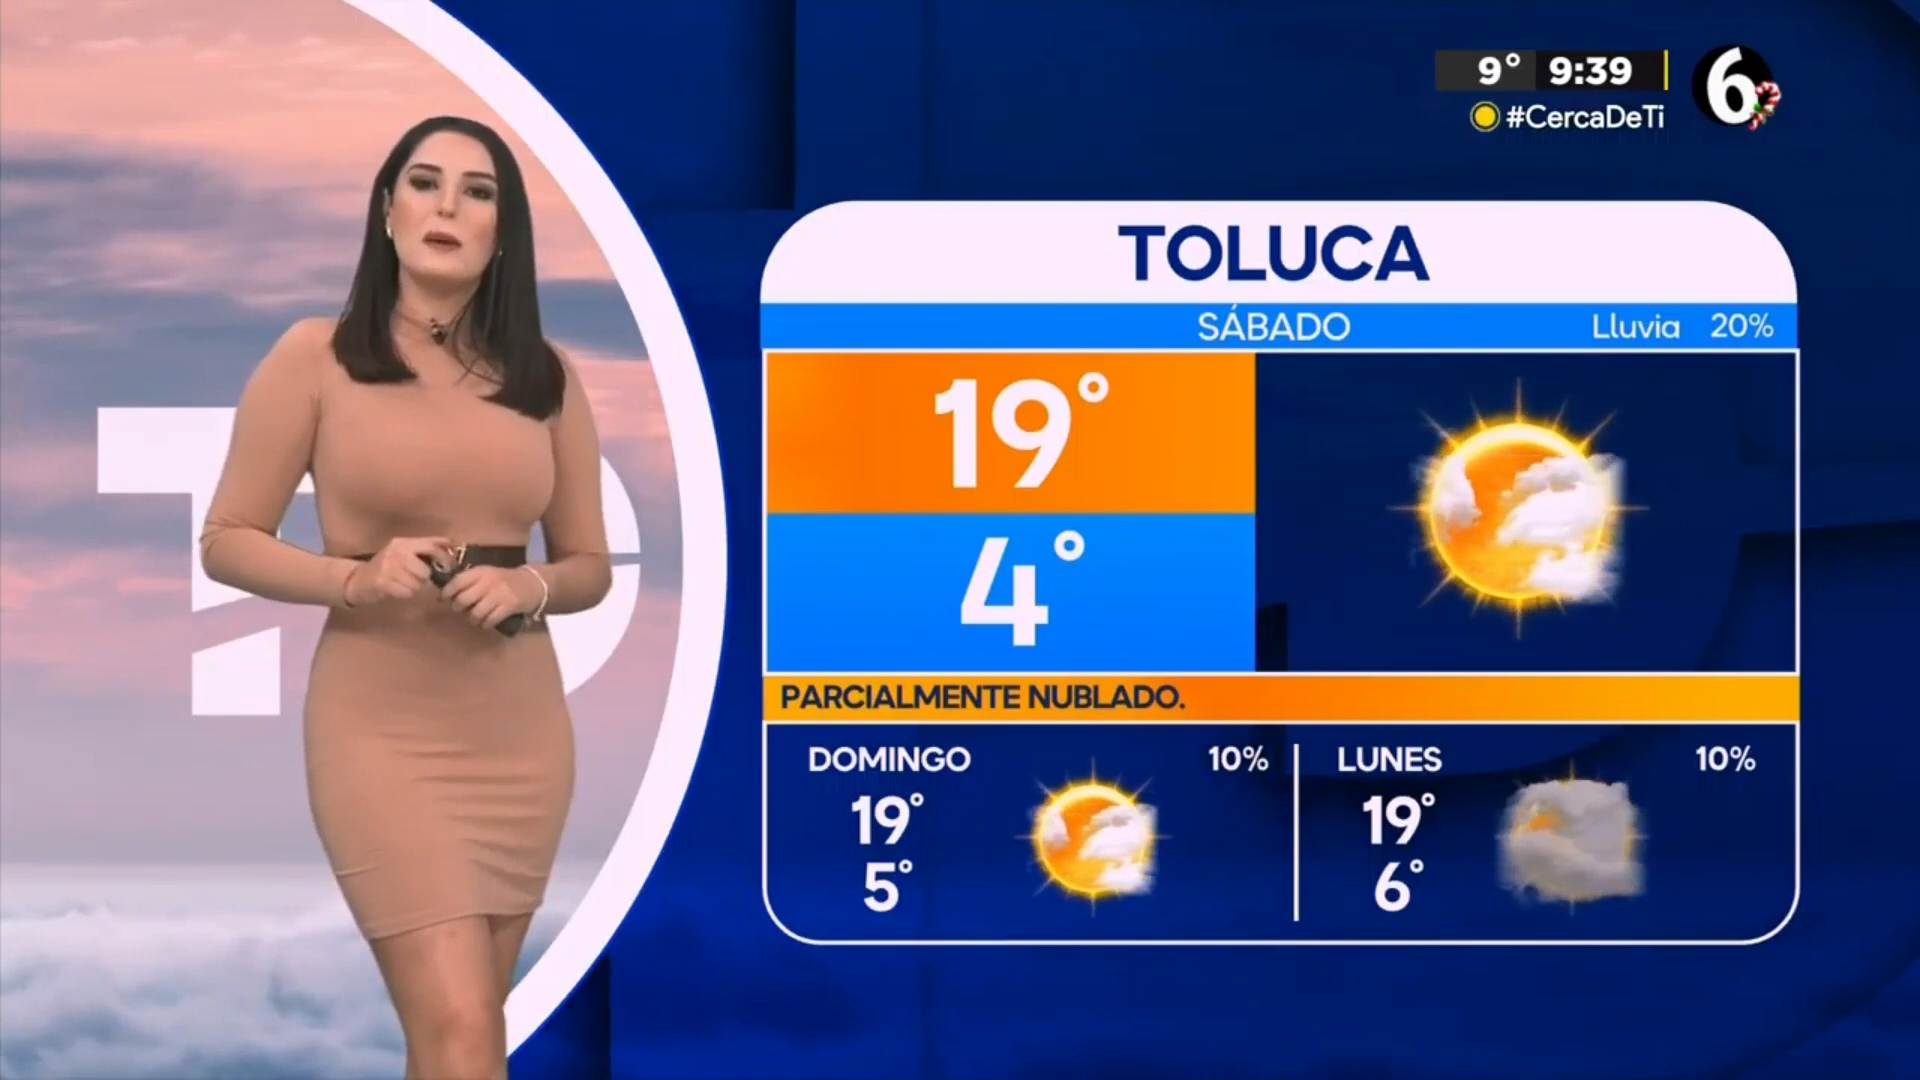 9° 9:39
#CercaDeTi
6
TOLUCA
SÁBADO Lluvia 20%
19°
4°
PARCIALMENTE NUBLADO.
DOMINGO 10%
19°
5°
LUNES 10%
19°
6°